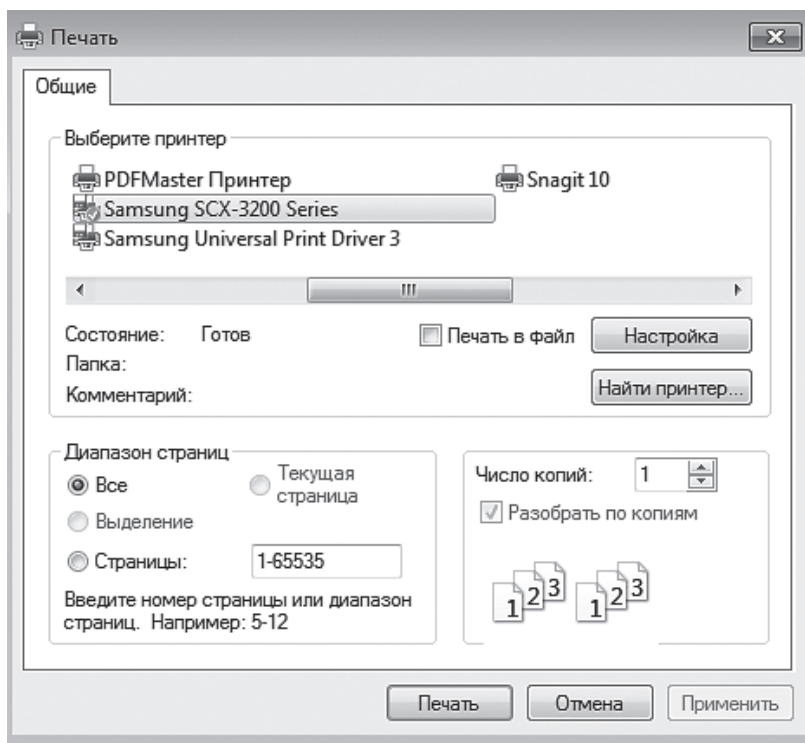 Печать
Общие
Выберите принтер
PDFMaster Принтер
Snagit 10
Samsung SCX-3200 Series
Samsung Universal Print Driver 3
Состояние: Готов
Печать в файл
Настройка
Папка:
Комментарий:
Найти принтер...
Диапазон страниц
Все
Текущая
страница
Выделение
Страницы: 1-65535
Введите номер страницы или диапазон
страниц. Например: 5-12
Число копий: 1
Разобрать по копиям
1 2 3 1 2 3
Печать
Отмена
Применить